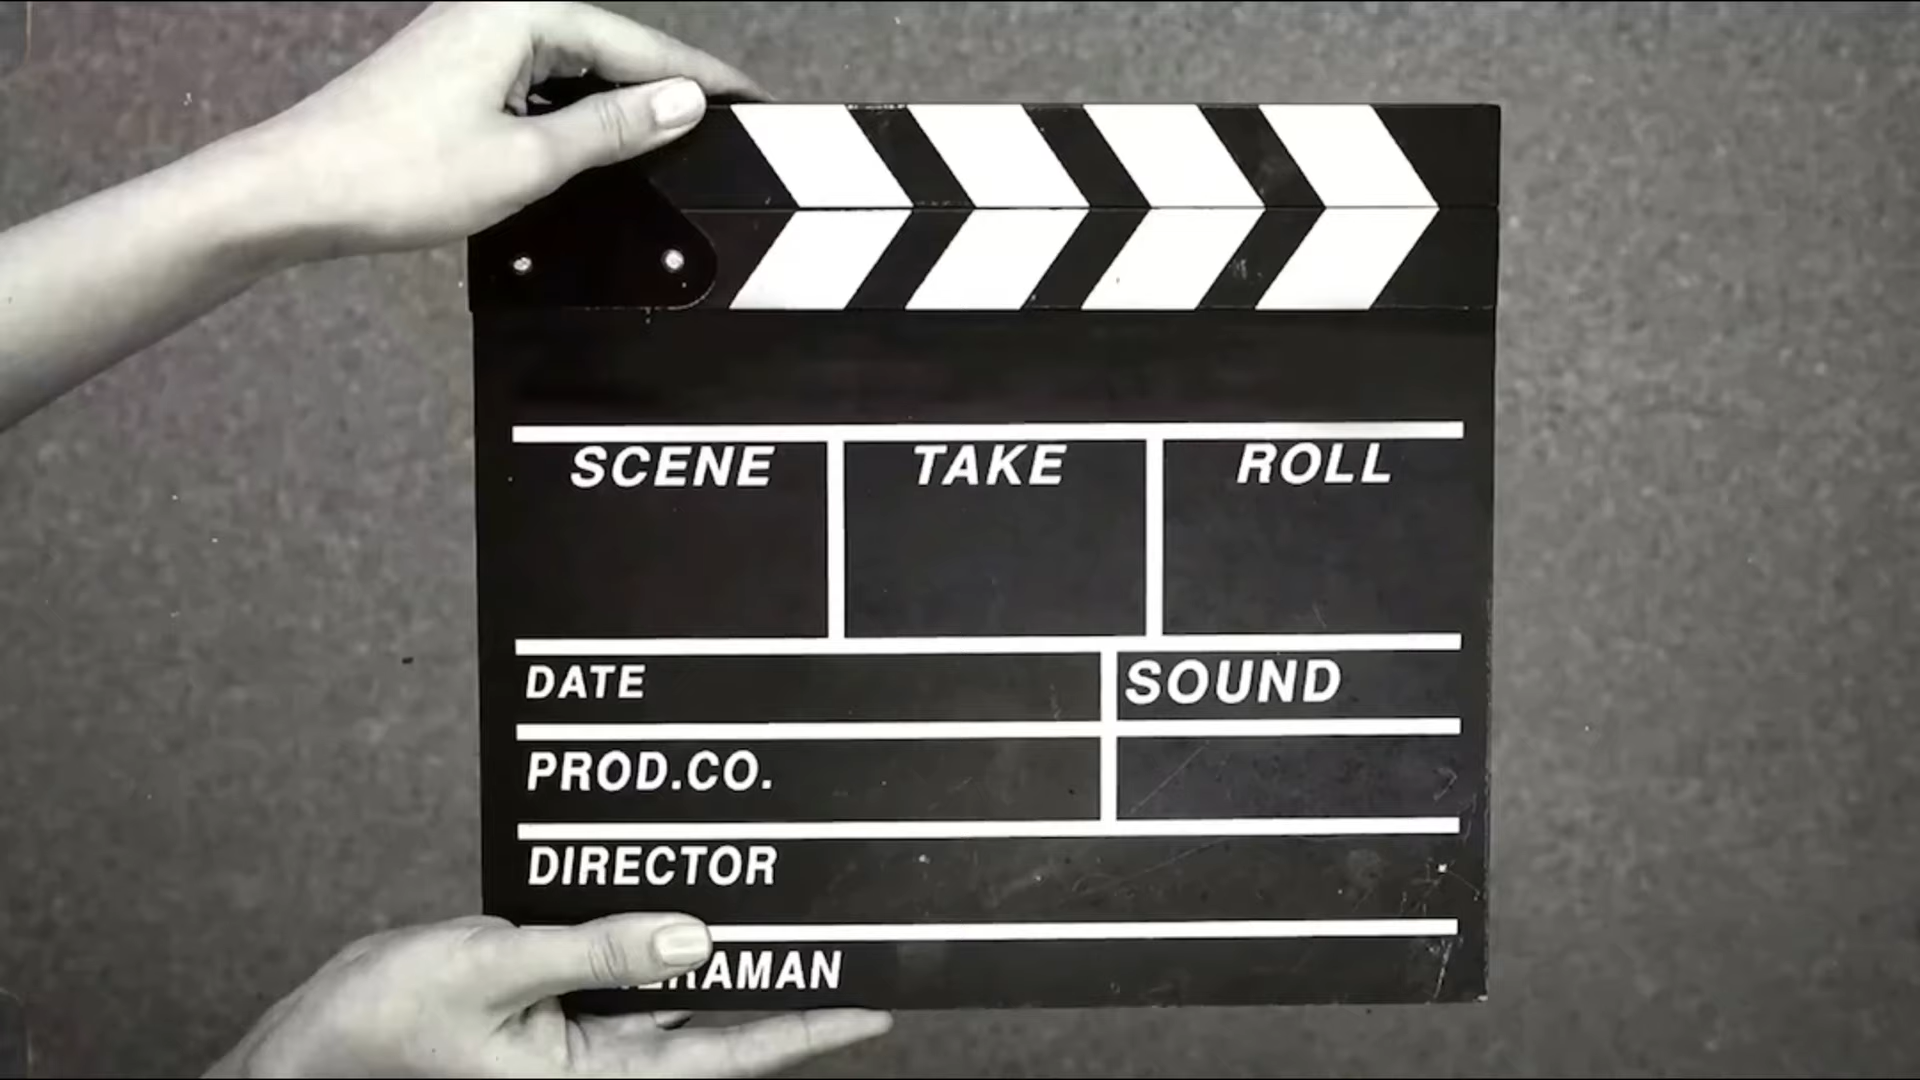 SCENE TAKE ROLL
DATE SOUND
PROD.CO.
DIRECTOR